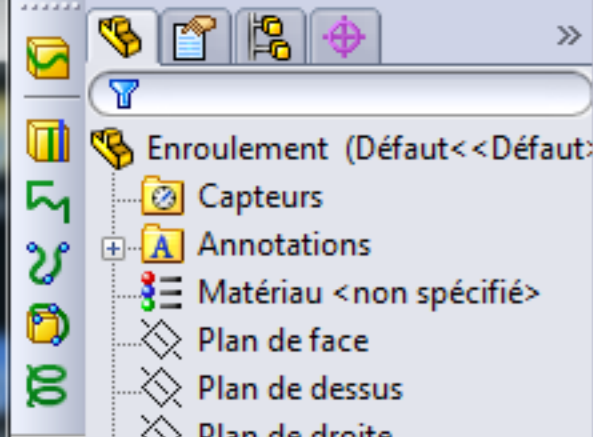 Enroulement (Défaut<<Défaut>
Capteurs
Annotations
Matériau <non spécifié>
Plan de face
Plan de dessus
Plan de droite